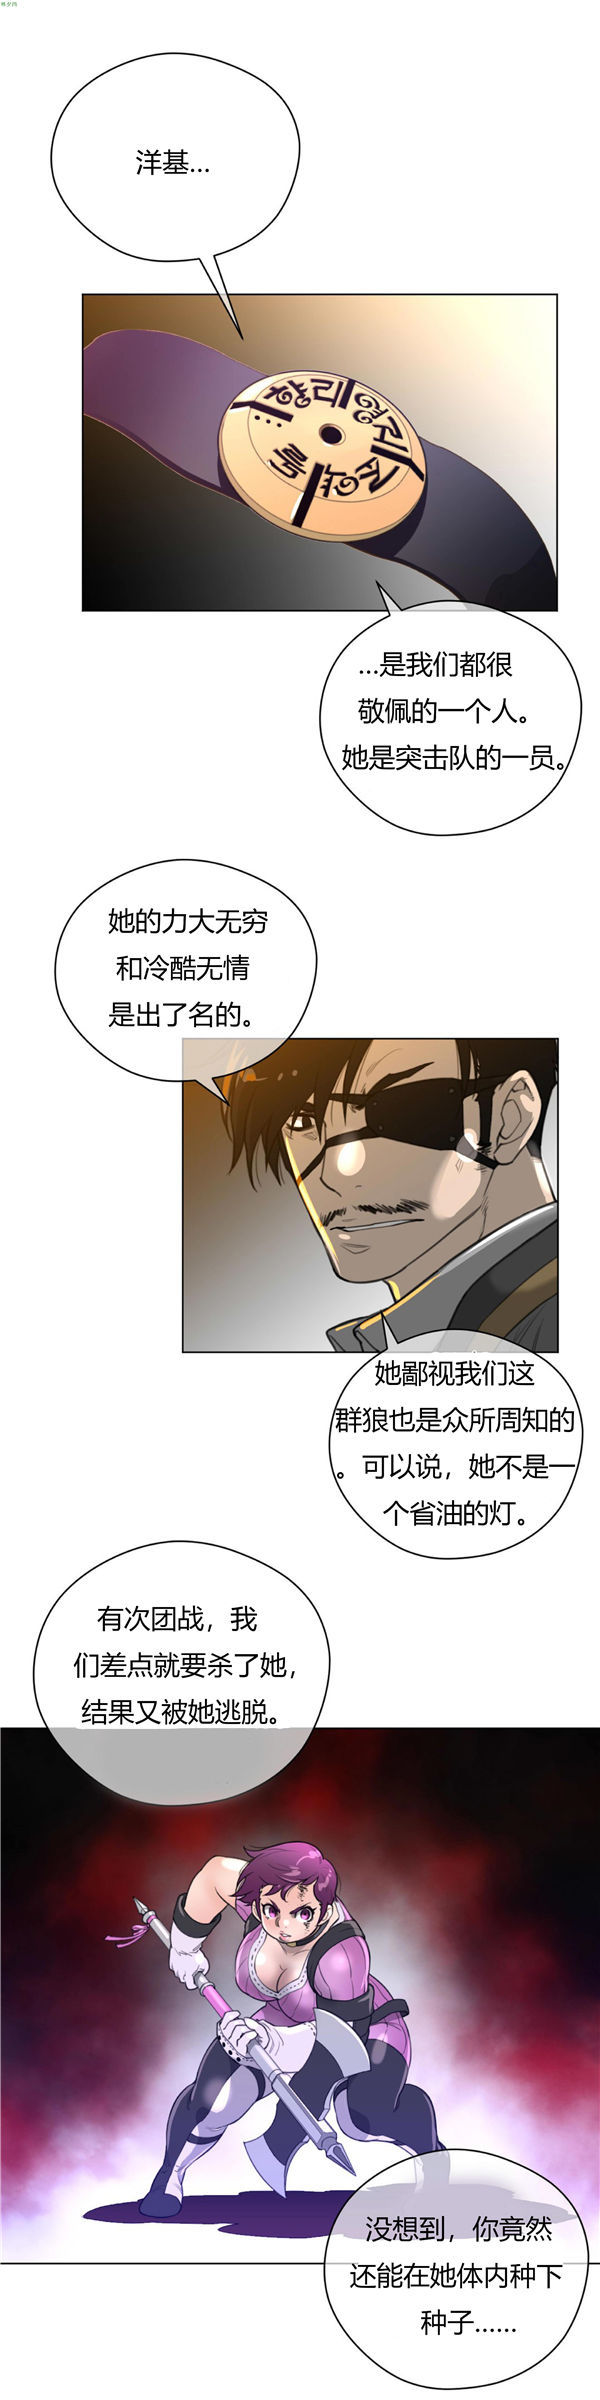 洋基...
...是我们都很
敬佩的一个人。
她是突击队的一员。
她的力大无穷
和冷酷无情
是出了名的。
她鄙视我们这
群狼也是众所周知的
。可以说，她不是一
个省油的灯。
有次团战，我
们差点就要杀了她，
结果又被她逃脱。
没想到，你竟然
还能在她体内种下
种子......